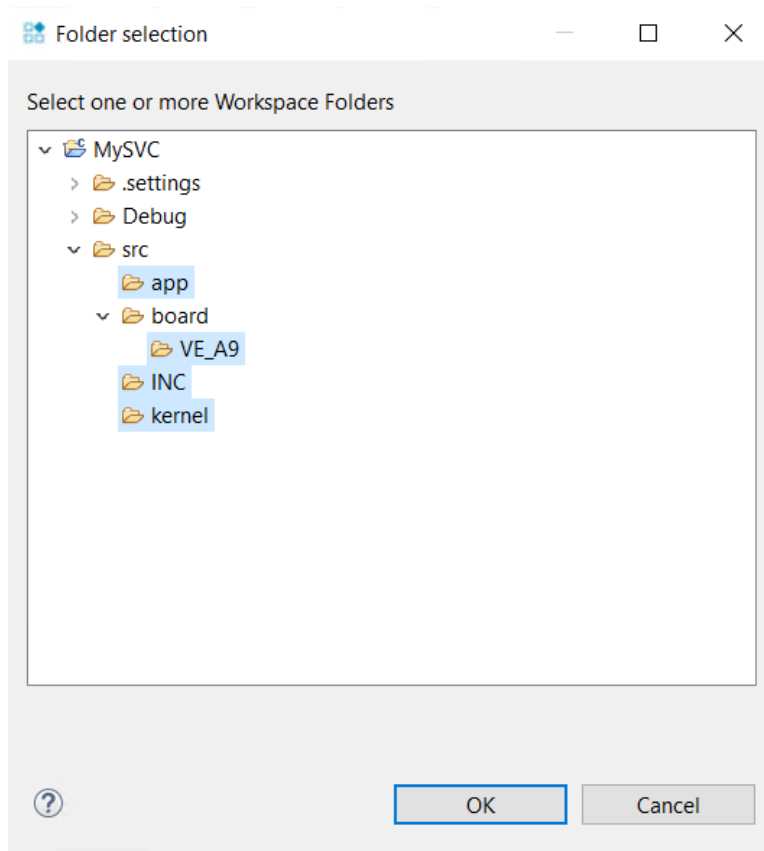 Folder selection
Select one or more Workspace Folders
MySVC
.settings
Debug
src
app
board
VE_A9
INC
kernel
OK
Cancel